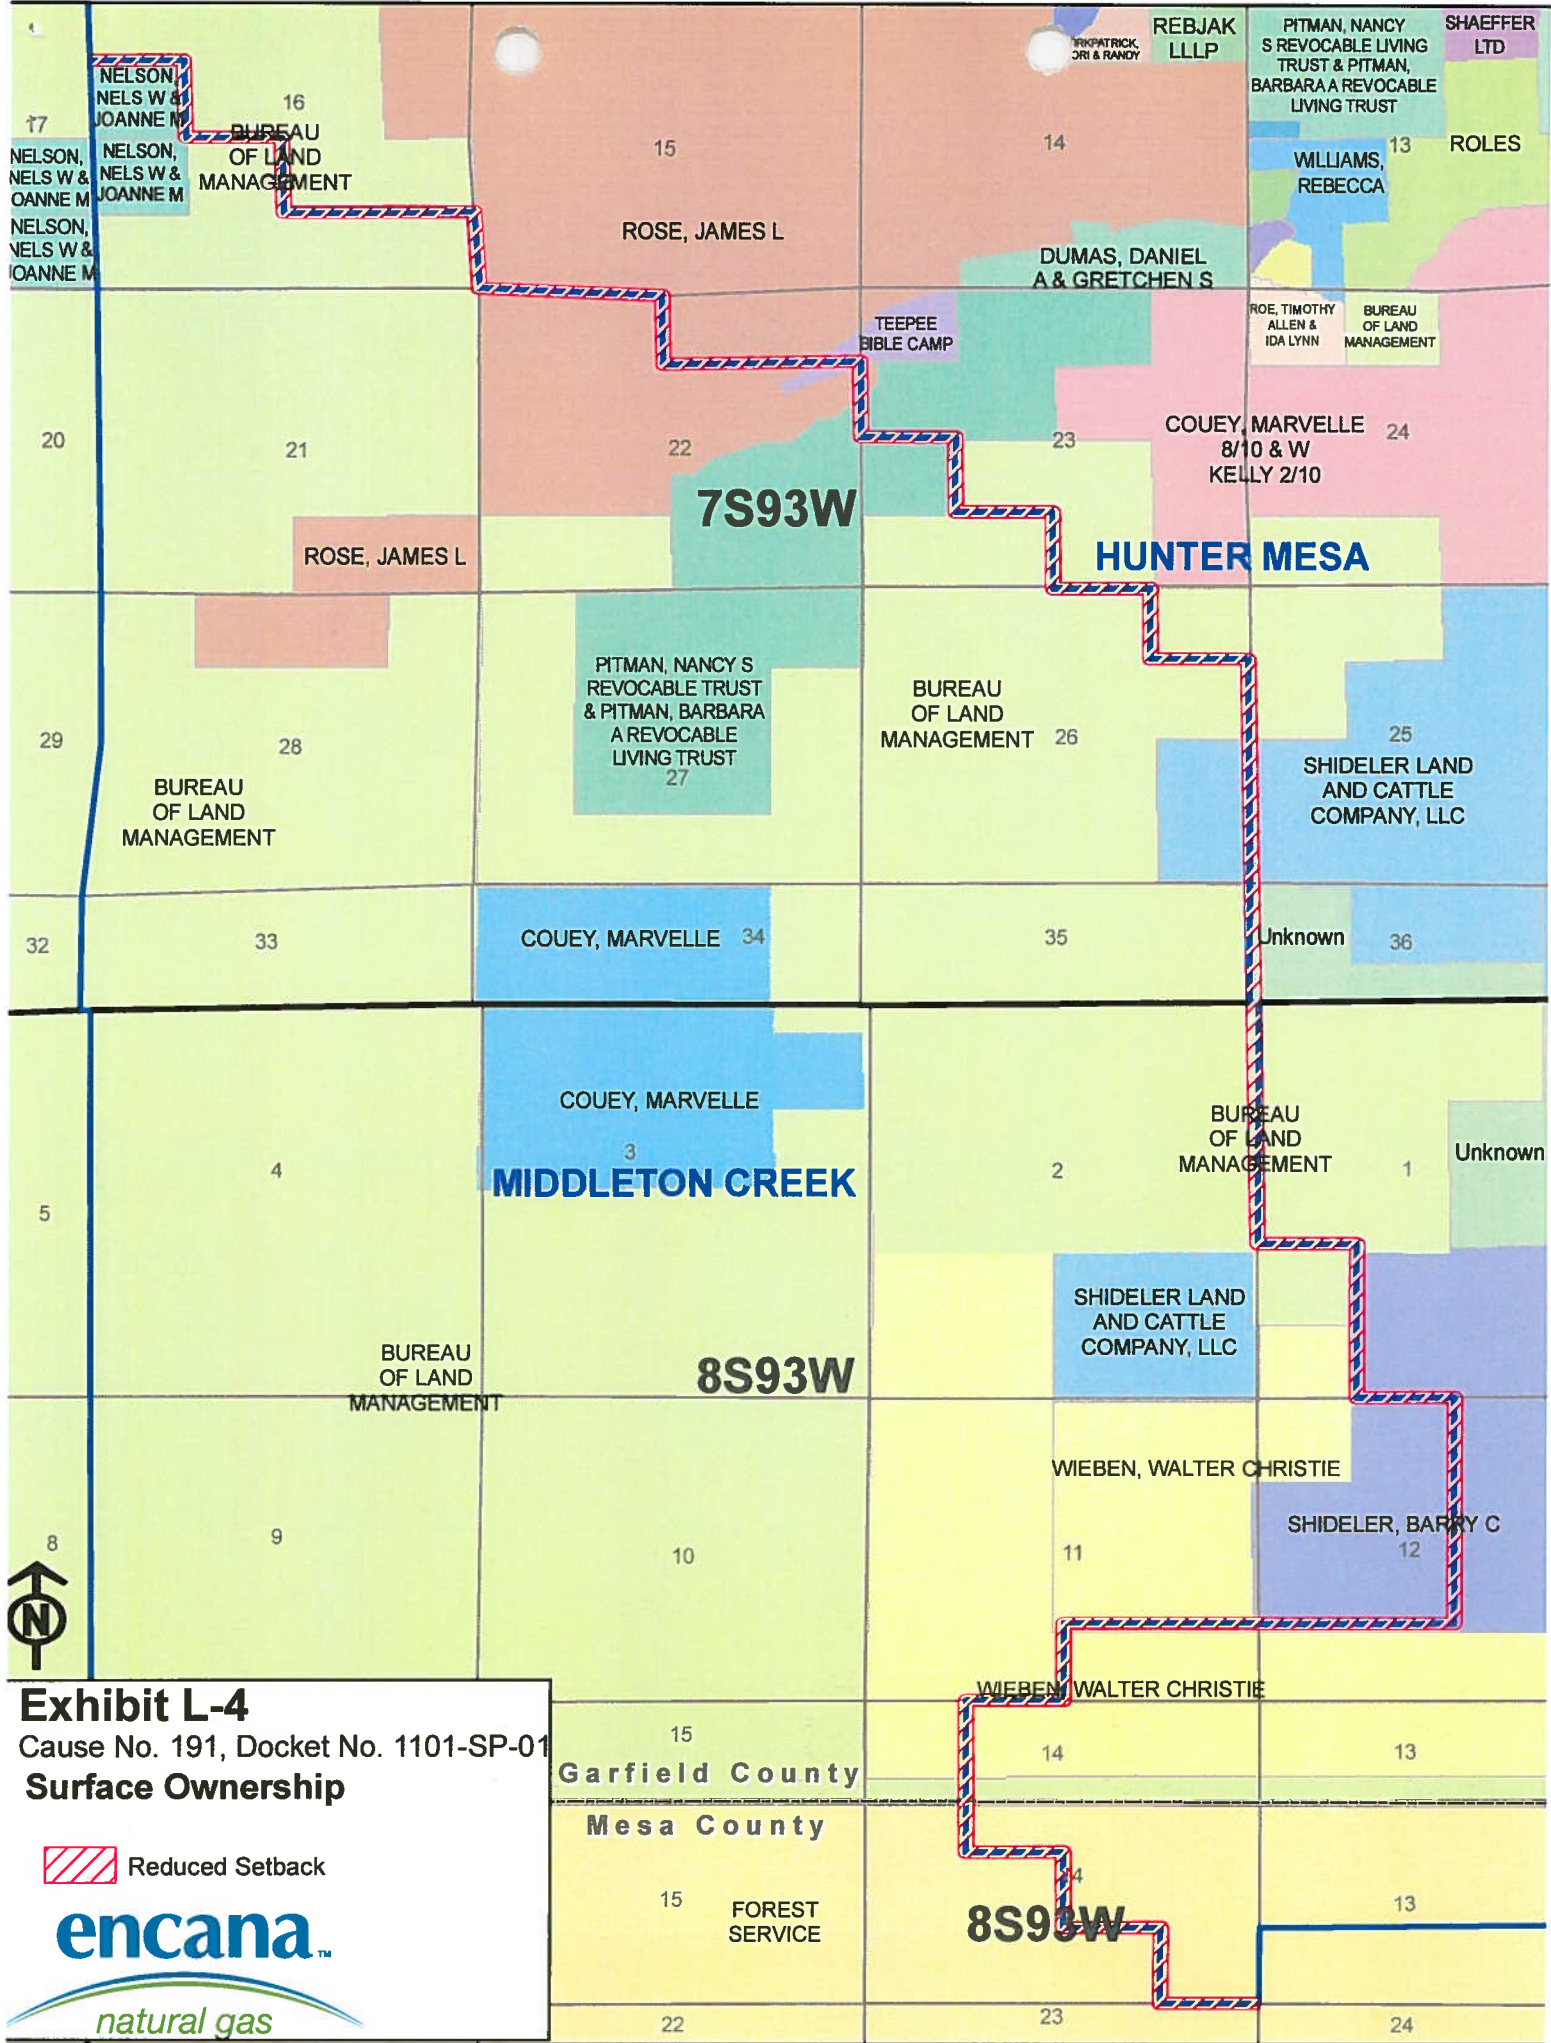 REBJAK
LLLP
PITMAN, NANCY
S REVOCABLE LIVING
TRUST & PITMAN,
BARBARA A REVOCABLE
LIVING TRUST
SHAEFFER
LTD
RKPATRICK,
ORI & RANDY
NELSON,
NELS W &
JOANNE M
16
17
BUREAU
OF LAND
MANAGEMENT
15
14
13
ROLES
WILLIAMS,
REBECCA
NELSON,
NELS W &
OANNE M
NELSON,
NELS W &
JOANNE M
NELSON,
NELS W &
JOANNE M
ROSE, JAMES L
DUMAS, DANIEL
A & GRETCHEN S
TEEPEE
BIBLE CAMP
ROE, TIMOTHY
ALLEN &
IDA LYNN
BUREAU
OF LAND
MANAGEMENT
20
21
22
23
COUEY, MARVELLE
8/10 & W
KELLY 2/10
24
7S93W
ROSE, JAMES L
HUNTER MESA
PITMAN, NANCY S
REVOCABLE TRUST
& PITMAN, BARBARA
A REVOCABLE
LIVING TRUST
27
BUREAU
OF LAND
MANAGEMENT
26
29
28
25
BUREAU
OF LAND
MANAGEMENT
SHIDELER LAND
AND CATTLE
COMPANY, LLC
32
33
COUEY, MARVELLE
34
35
Unknown
36
COUEY, MARVELLE
3
MIDDLETON CREEK
4
5
2
BUREAU
OF LAND
MANAGEMENT
1
Unknown
SHIDELER LAND
AND CATTLE
COMPANY, LLC
BUREAU
OF LAND
MANAGEMENT
8S93W
WIEBEN, WALTER CHRISTIE
SHIDELER, BARRY C
12
8
9
10
11
N
WIEBEN, WALTER CHRISTIE
Exhibit L-4
Cause No. 191, Docket No. 1101-SP-01
Surface Ownership
Reduced Setback
encana™
natural gas
15
14
13
Garfield County
Mesa County
14
15
FOREST
SERVICE
8S93W
13
22
23
24